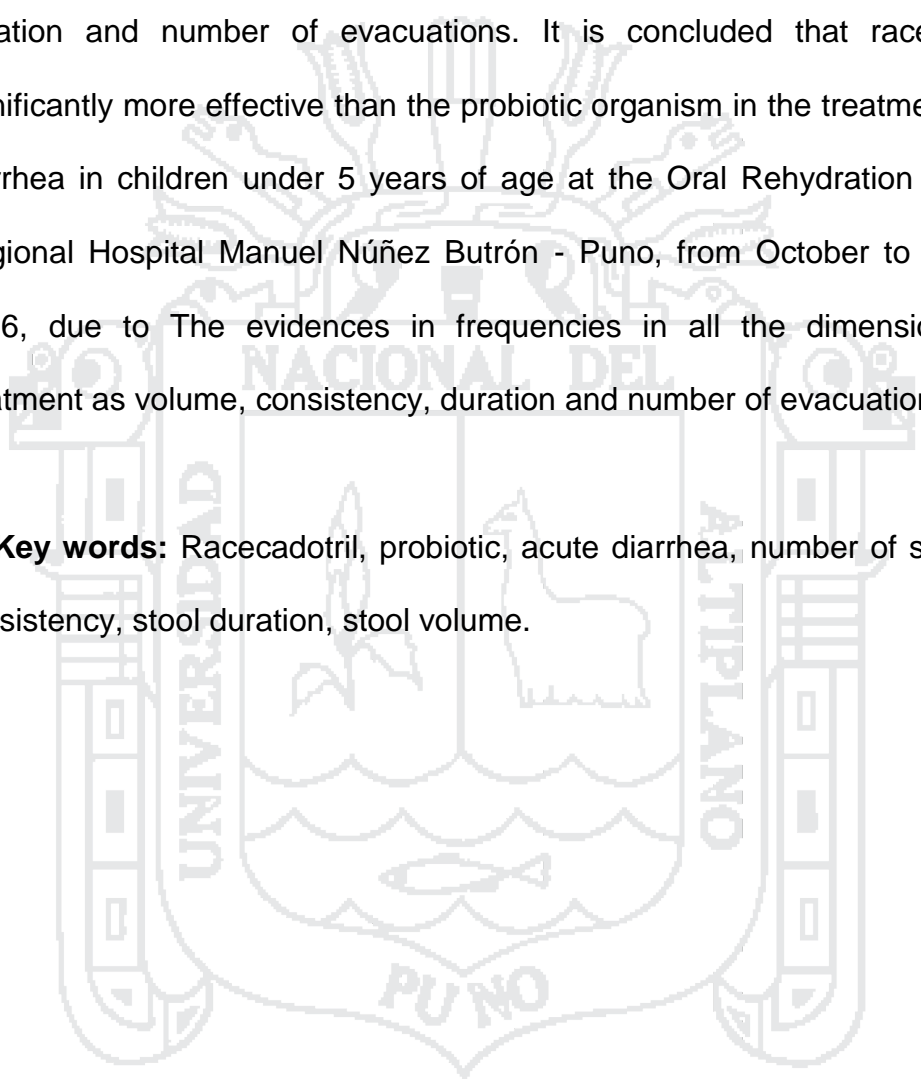 ation and number of evacuations. It is concluded that race
nificantly more effective than the probiotic organism in the treatme
rrhea in children under 5 years of age at the Oral Rehydration
gional Hospital Manuel Núñez Butrón - Puno, from October to
6, due to The evidences in frequencies in all the dimensio
atment as volume, consistency, duration and number of evacuation
Key words: Racecadotril, probiotic, acute diarrhea, number of s
sistency, stool duration, stool volume.
NACIONAL DEL
UNIVERSIDAD
ALTIPLANO
PUNO